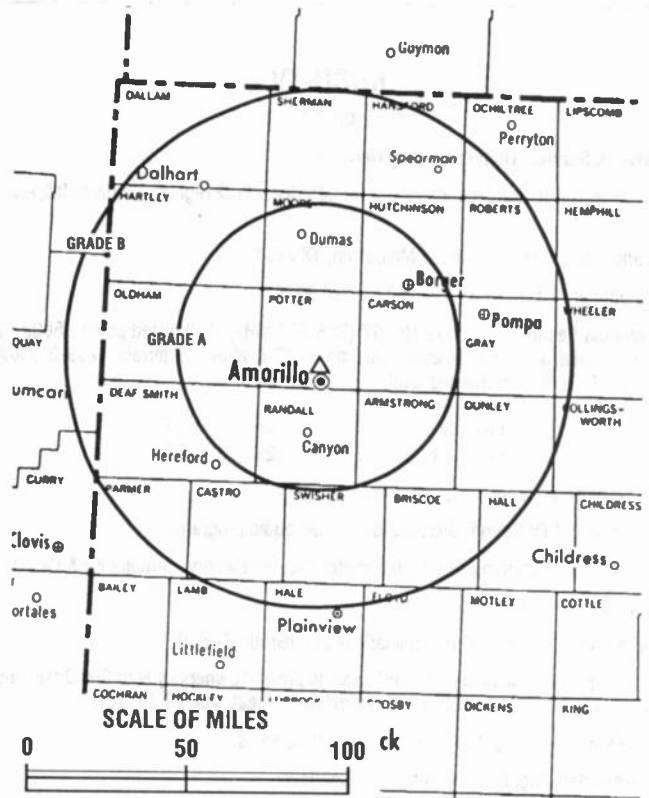 Guymon
DALLAM
SHERMAN
HANSFORD
OCHILTREE
LIPSCOMB
Perryton
Spearman
Dalhart
HARTLEY
MOORE
HUTCHINSON
ROBERTS
HEMPHILL
Dumas
GRADE B
Borger
OLDHAM
POTTER
CARSON
WHEELER
Pompa
GRADE A
GRAY
QUAY
Amarillo
umcari
DEAF SMITH
ARMSTRONG
DONLEY
COLLINGS-
WORTH
RANDALL
Canyon
Hereford
CURRY
PARMER
CASTRO
SWISHER
BRISCOE
HALL
CHILDRESS
Clovis
Childress
BAILEY
LAMB
HALE
FLOYD
MOTLEY
COTTLE
ortales
Plainview
Littlefield
COCHRAN
HOCKLEY
DICKENS
KING
SCALE OF MILES
0 50 100
ck